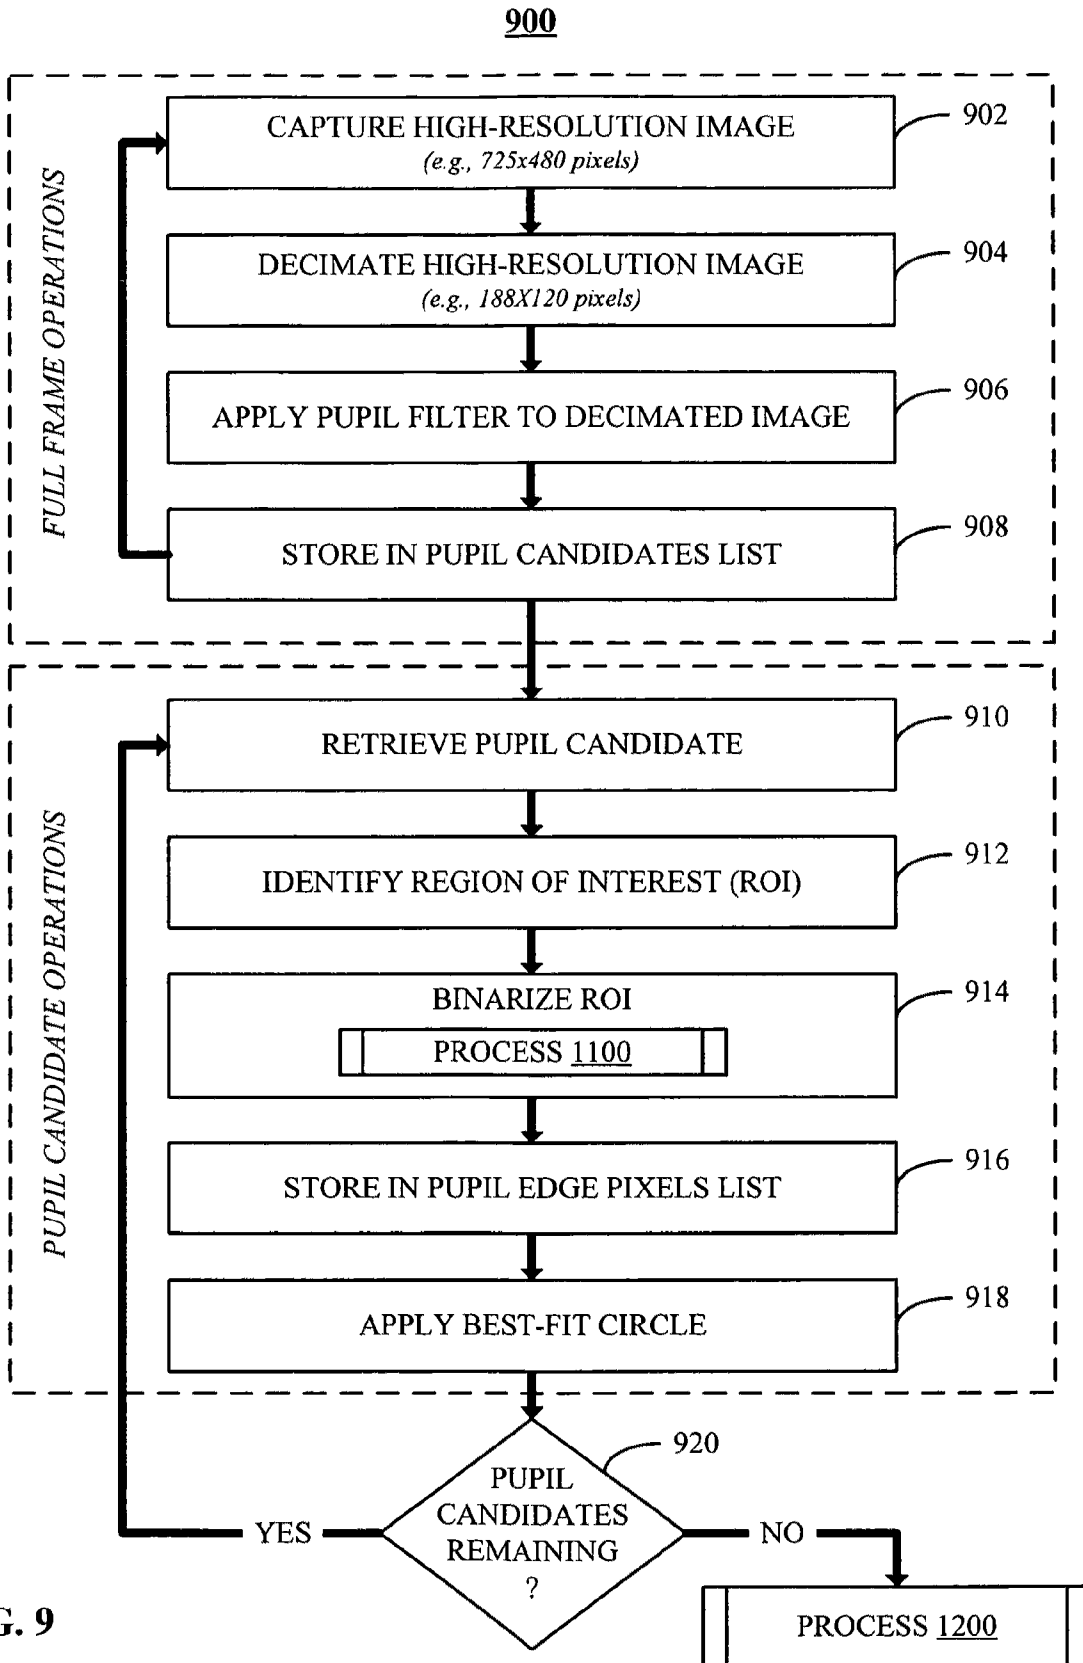 900
FULL FRAME OPERATIONS
CAPTURE HIGH-RESOLUTION IMAGE
(e.g., 725x480 pixels)
902
DECIMATE HIGH-RESOLUTION IMAGE
(e.g., 188X120 pixels)
904
APPLY PUPIL FILTER TO DECIMATED IMAGE
906
STORE IN PUPIL CANDIDATES LIST
908
PUPIL CANDIDATE OPERATIONS
RETRIEVE PUPIL CANDIDATE
910
IDENTIFY REGION OF INTEREST (ROI)
912
BINARIZE ROI
PROCESS 1100
914
STORE IN PUPIL EDGE PIXELS LIST
916
APPLY BEST-FIT CIRCLE
918
PUPIL
CANDIDATES
REMAINING
?
920
YES
NO
PROCESS 1200
G. 9